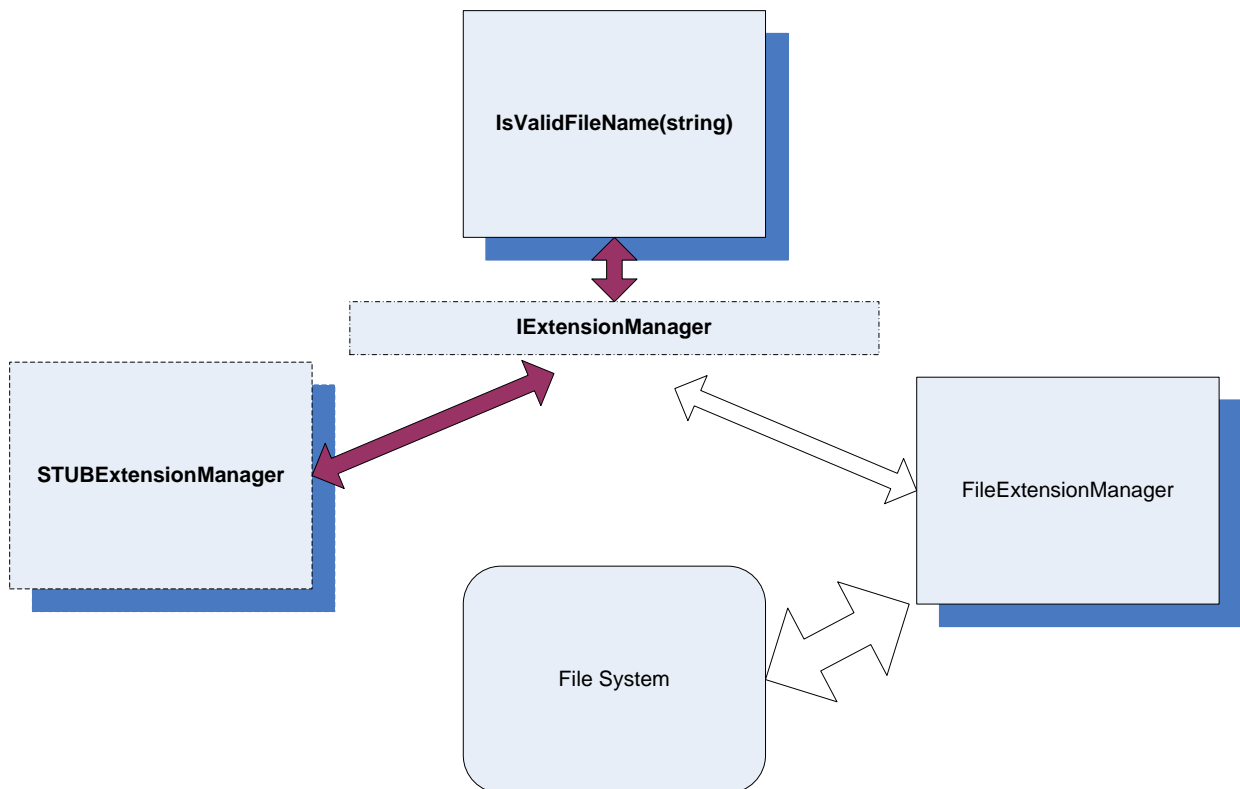 IsValidFileName(string)
IExtensionManager
STUBExtensionManager
FileExtensionManager
File System